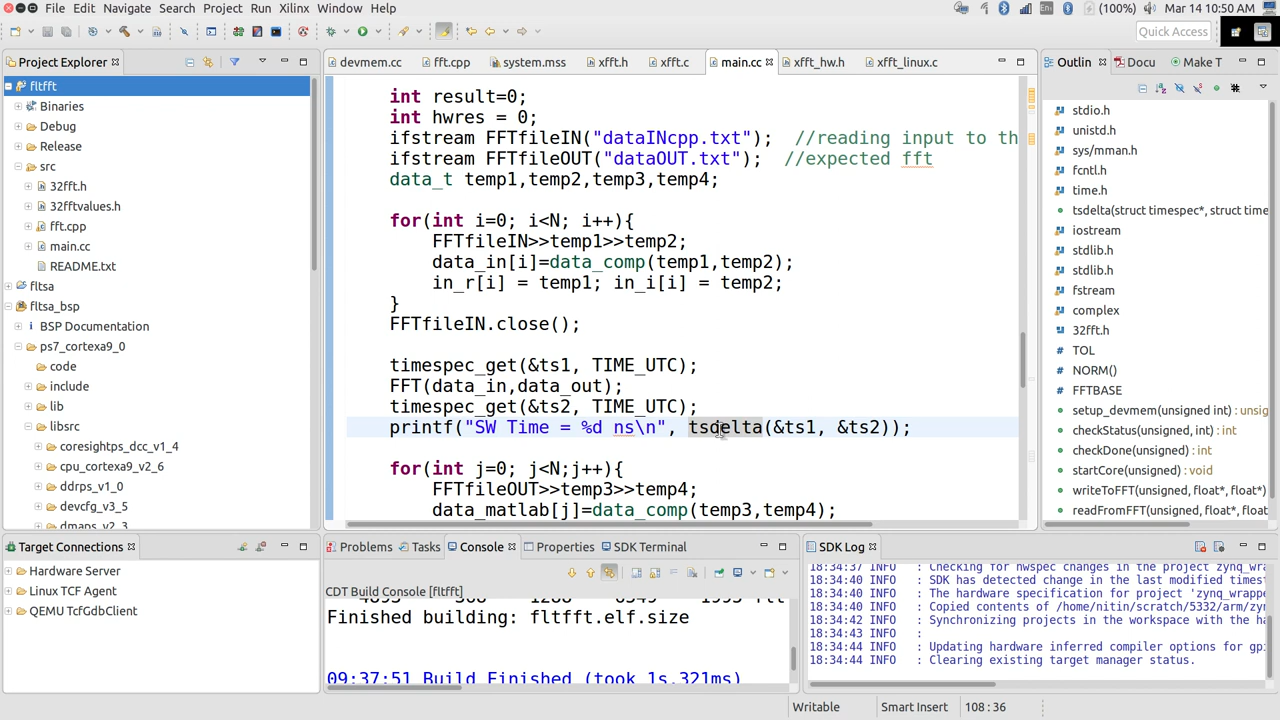 File Edit Navigate Search Project Run Xilinx Window Help
En (100%) Mar 14 10:50 AM
Quick Access
Project Explorer
devmem.cc fft.cpp system.mss xfft.h xfft.c main.cc xfft_hw.h xfft_linux.c
Outlin Docu Make T
fltfft
Binaries
Debug
Release
src
32fft.h
32fftvalues.h
fft.cpp
main.cc
README.txt
fltsa
fltsa_bsp
BSP Documentation
ps7_cortexa9_0
code
include
lib
libsrc
coresightps_dcc_v1_4
cpu_cortexa9_v2_6
ddrps_v1_0
devcfg_v3_5
dmaps_v2_3
int result=0;
int hwres = 0;
ifstream FFTfileIN("dataINcpp.txt");  //reading input to th
ifstream FFTfileOUT("dataOUT.txt");  //expected fft
data_t temp1,temp2,temp3,temp4;
for(int i=0; i<N; i++){
FFTfileIN>>temp1>>temp2;
data_in[i]=data_comp(temp1,temp2);
in_r[i] = temp1; in_i[i] = temp2;
}
FFTfileIN.close();
timespec_get(&ts1, TIME_UTC);
FFT(data_in,data_out);
timespec_get(&ts2, TIME_UTC);
printf("SW Time = %d ns\n", tsdelta(&ts1, &ts2));
for(int j=0; j<N;j++){
FFTfileOUT>>temp3>>temp4;
data_matlab[j]=data_comp(temp3,temp4);
stdio.h
unistd.h
sys/mman.h
fcntl.h
time.h
tsdelta(struct timespec*, struct time
iostream
stdlib.h
stdlib.h
fstream
complex
32fft.h
TOL
NORM()
FFTBASE
setup_devmem(unsigned int) : unsig
checkStatus(unsigned, int) : int
checkDone(unsigned) : int
startCore(unsigned) : void
writeToFFT(unsigned, float*, float*)
readFromFFT(unsigned, float*, float*
Target Connections
Hardware Server
Linux TCF Agent
QEMU TcfGdbClient
Problems Tasks Console Properties SDK Terminal
CDT Build Console [fltfft]
Finished building: fltfft.elf.size
09:37:51 Build Finished (took 1s.321ms)
SDK Log
18:34:37 INFO : Checking for hwspec changes in the project zynq_wra
18:34:40 INFO : SDK has detected change in the last modified timest
18:34:40 INFO : The hardware specification for project 'zynq_wrappe
18:34:40 INFO : Copied contents of /home/nitin/scratch/5332/arm/zyn
18:34:42 INFO : Synchronizing projects in the workspace with the ha
18:34:43 INFO :
18:34:44 INFO : Updating hardware inferred compiler options for gpi
18:34:44 INFO : Clearing existing target manager status.
Writable Smart Insert 108 : 36